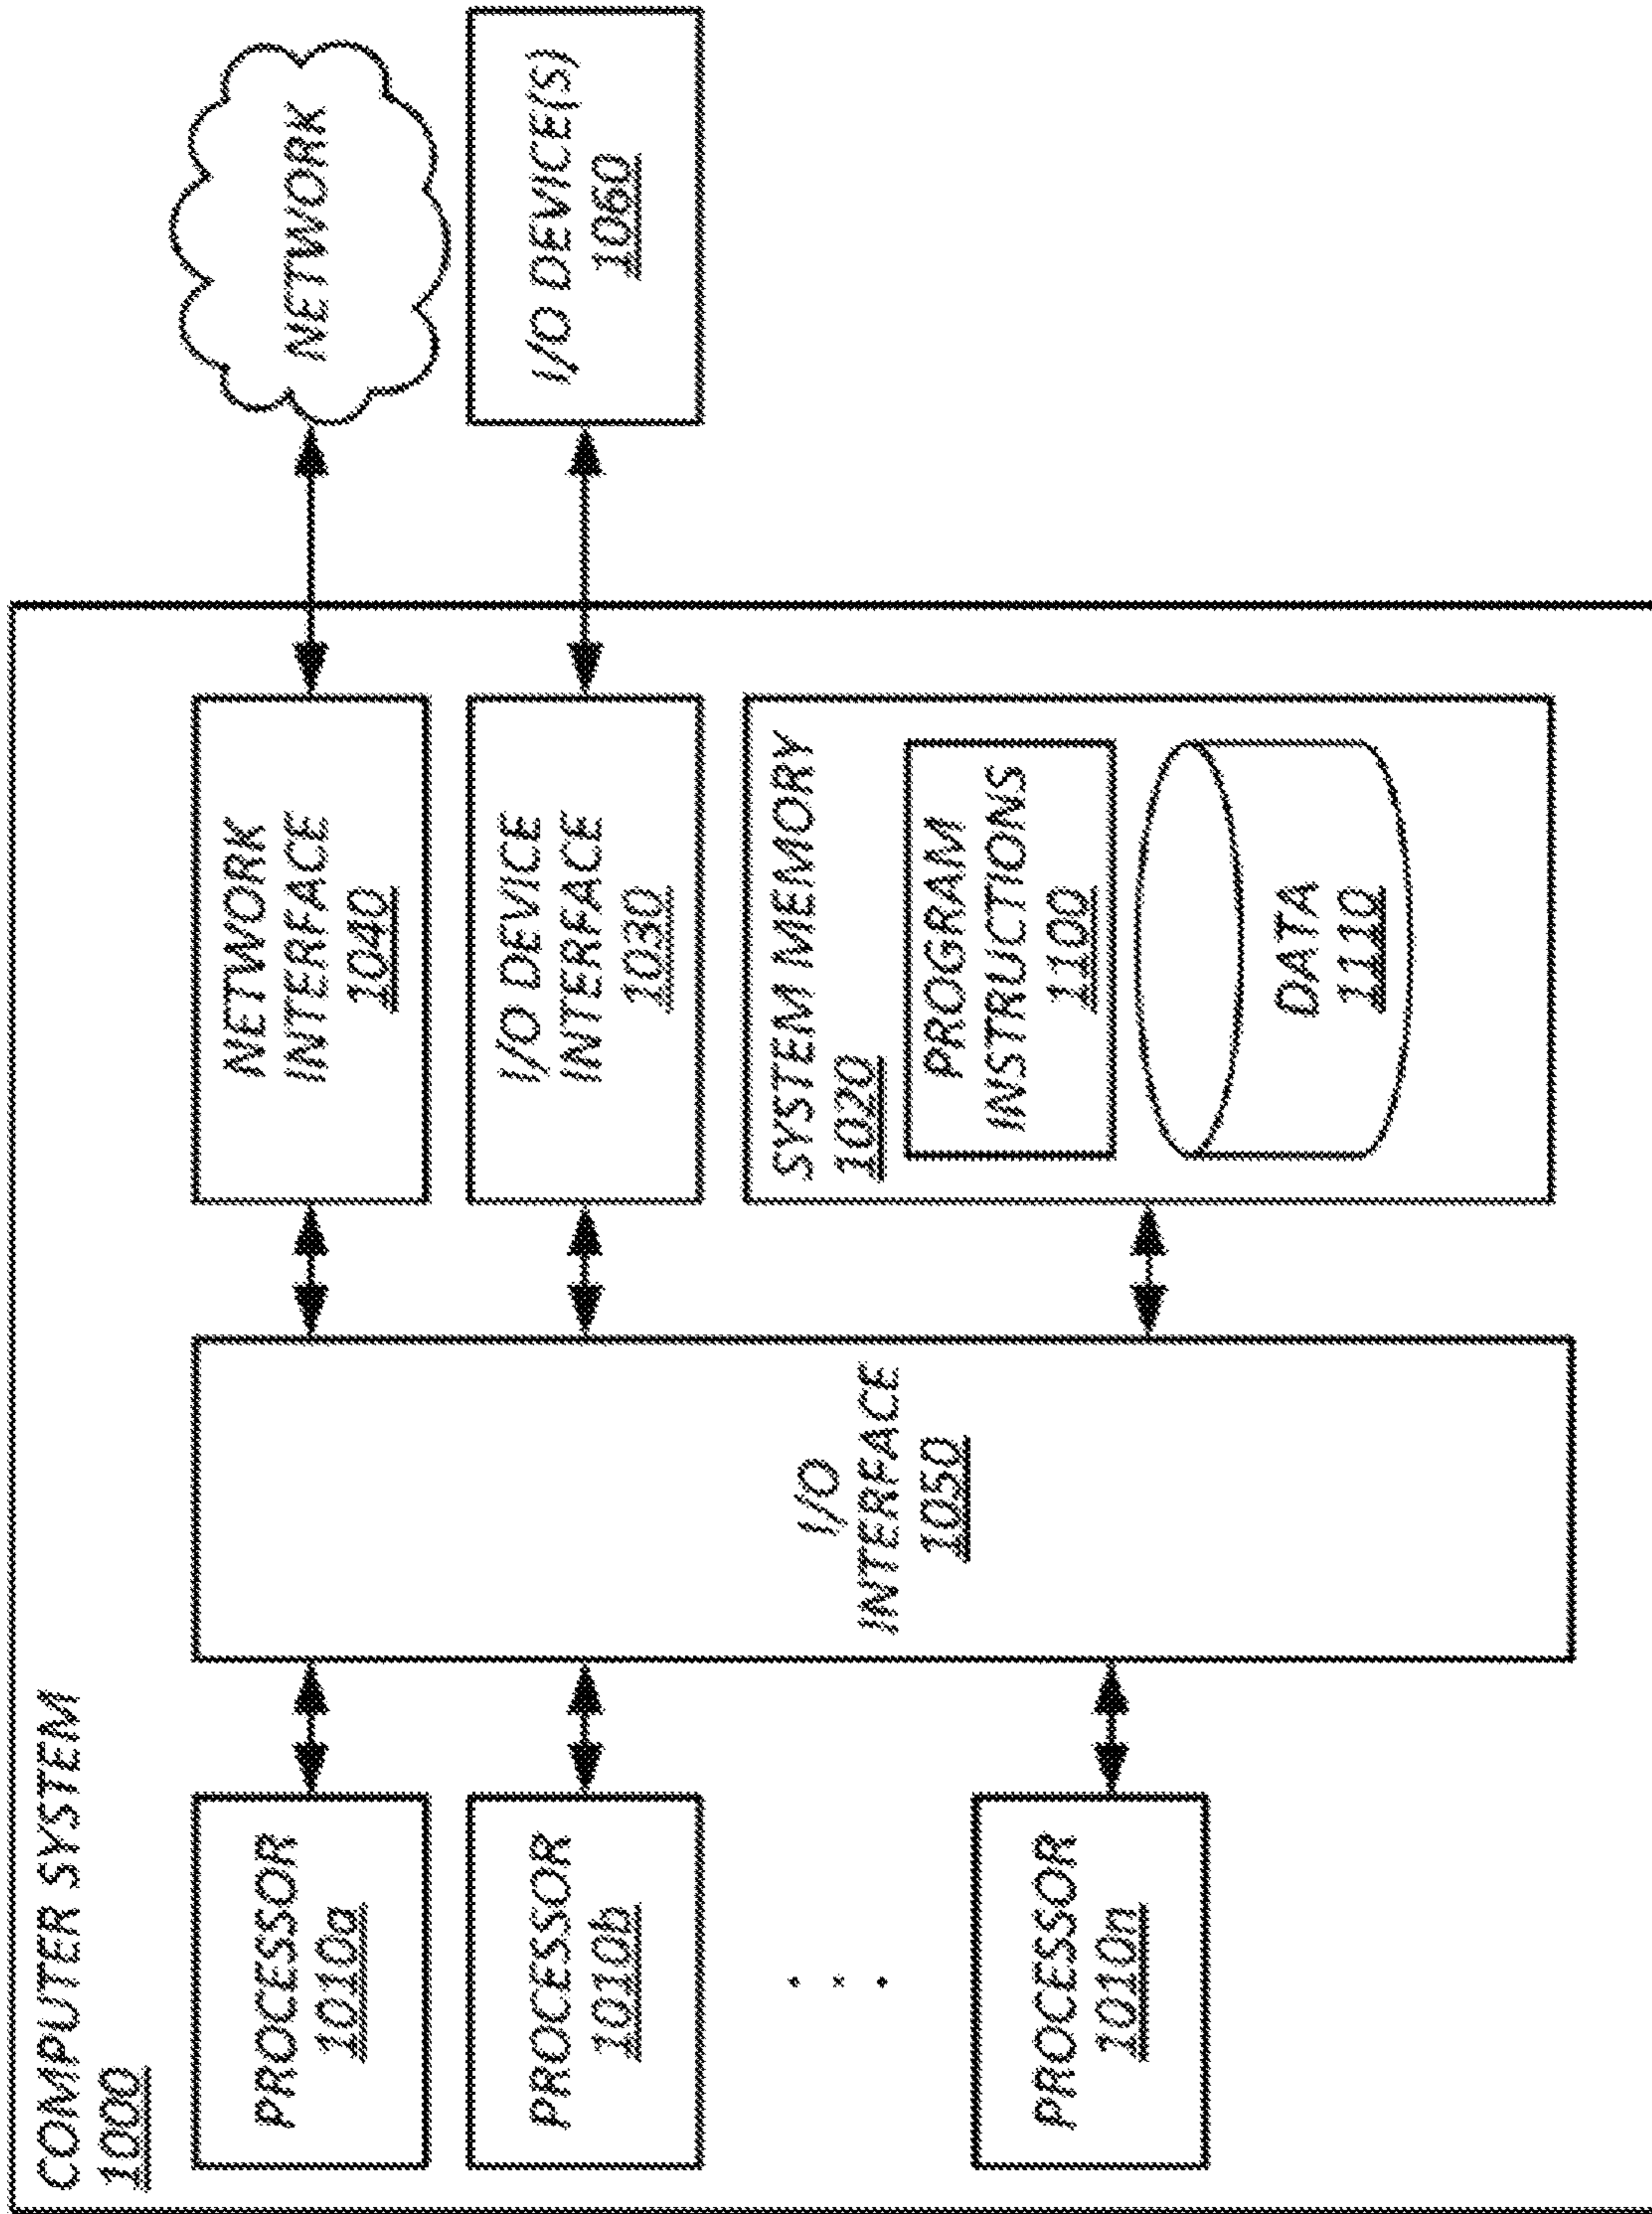 COMPUTER SYSTEM
1000
PROCESSOR
1010a
PROCESSOR
1010b
. . .
PROCESSOR
1010n
I/O
INTERFACE
1050
NETWORK
INTERFACE
1040
I/O DEVICE
INTERFACE
1030
SYSTEM MEMORY
1020
PROGRAM
INSTRUCTIONS
1100
DATA
1110
NETWORK
I/O DEVICE(S)
1060